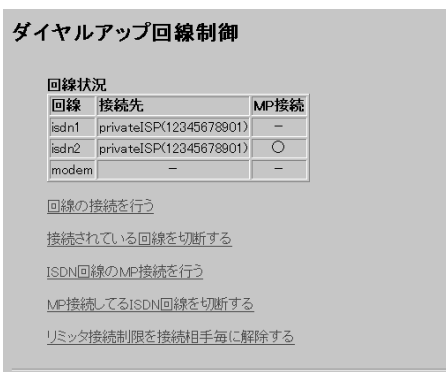 ダイヤルアップ回線制御
回線状況
回線 接続先 MP接続
isdn1 privateISP(12345678901) －
isdn2 privateISP(12345678901) ○
modem － －
回線の接続を行う
接続されている回線を切断する
ISDN回線のMP接続を行う
MP接続してるISDN回線を切断する
リミッタ接続制限を接続相手毎に解除する